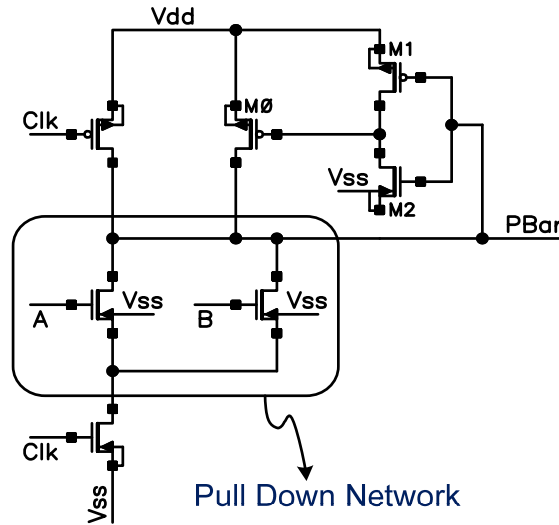 Vdd
M1
Clk
MØ
Vss
M2
PBar
A
Vss
B
Vss
Clk
Vss
Pull Down Network